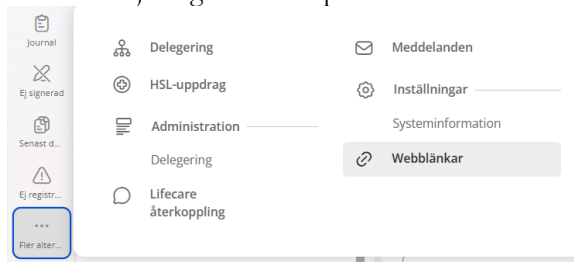 Journal
Ej signerad
Senast d...
Ej registr...
Fler alter...
Delegering
HSL-uppdrag
Administration
Delegering
Lifecare
återkoppling
Meddelanden
Inställningar
Systeminformation
Webblänkar